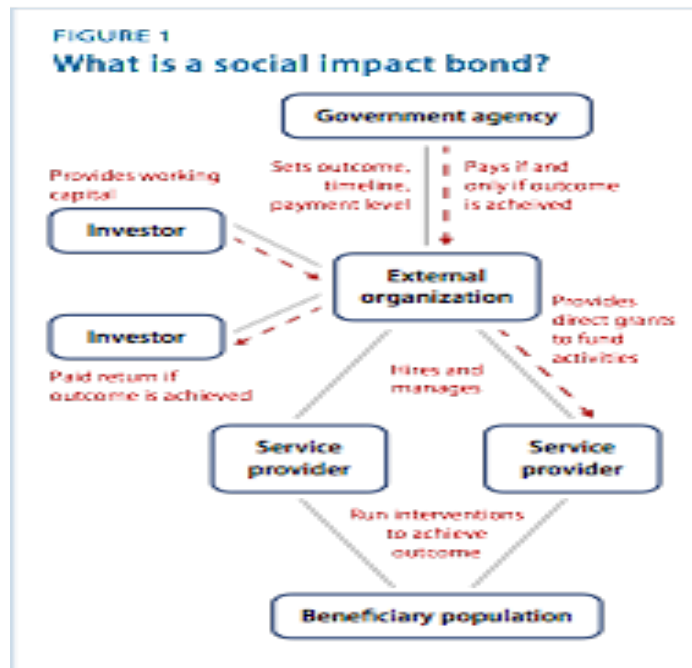 FIGURE 1
What is a social impact bond?
Government agency
Provides working
capital
Sets outcome,
timeline,
payment level
Pays if and
only if outcome
is acheived
Investor
External
organization
Investor
Provides
direct grants
to fund
activities
Paid return if
outcome is achieved
Hires and
manages
Service
provider
Service
provider
Run interventions
to achieve
outcome
Beneficiary population